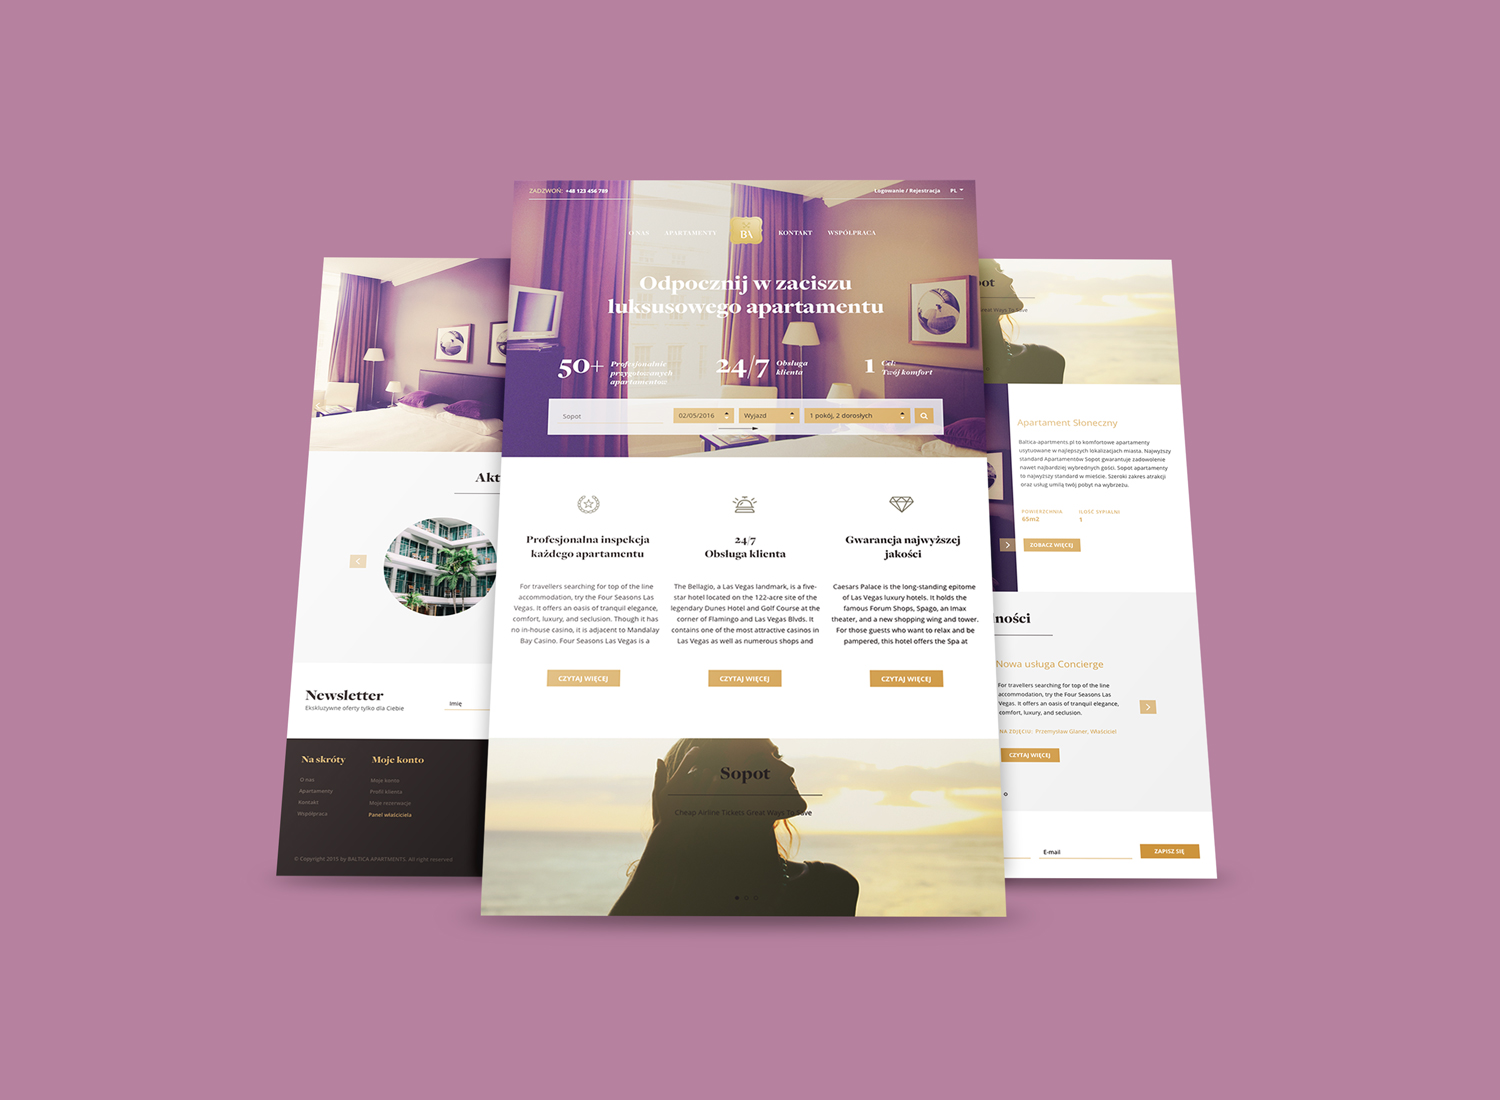 ZADZWOŃ: +48 123 456 789
Logowanie / Rejestracja PL
O NAS APARTAMENTY BA KONTAKT WSPÓŁPRACA
Odpocznij w zaciszu
luksusowego apartamentu
50+ Profesjonalnie
przygotowanych
apartamentów
24/7 Obsługa
klienta
1 Cel:
Twój komfort
Sopot 02/05/2016 Wyjazd 1 pokój, 2 dorosłych
Profesjonalna inspekcja
każdego apartamentu
For travellers searching for top of the line
accommodation, try the Four Seasons Las
Vegas. It offers an oasis of tranquil elegance,
comfort, luxury, and seclusion. Though it has
no in-house casino, it is adjacent to Mandalay
Bay Casino. Four Seasons Las Vegas is a
CZYTAJ WIĘCEJ
24/7
Obsługa klienta
The Bellagio, a Las Vegas landmark, is a five-
star hotel located on the 122-acre site of the
legendary Dunes Hotel and Golf Course at the
corner of Flamingo and Las Vegas Blvds. It
contains one of the most attractive casinos in
Las Vegas as well as numerous shops and
CZYTAJ WIĘCEJ
Gwarancja najwyższej
jakości
Caesars Palace is the long-standing epitome
of Las Vegas luxury hotels. It holds the
famous Forum Shops, Spago, an Imax
theater, and a new shopping wing and tower.
For those guests who want to relax and be
pampered, this hotel offers the Spa at
CZYTAJ WIĘCEJ
Sopot
Cheap Airline Tickets Great Ways To Save
Akt
Newsletter
Ekskluzywne oferty tylko dla Ciebie
Imię
Na skróty
O nas
Apartamenty
Kontakt
Współpraca
Moje konto
Moje konto
Profil klienta
Moje rezerwacje
Panel właściciela
© Copyright 2015 by BALTICA APARTMENTS. All right reserved
pot
reat Ways To Save
Apartament Słoneczny
Baltica-apartments.pl to komfortowe apartamenty
usytuowane w najlepszych lokalizacjach miasta. Najwyższy
standard Apartamentów Sopot gwarantuje zadowolenie
nawet najbardziej wybrednych gości. Sopot apartamenty
to najwyższy standard w mieście. Szeroki zakres atrakcji
oraz usług umilą twój pobyt na wybrzeżu.
POWIERZCHNIA
65m2
ILOŚĆ SYPIALNI
1
ZOBACZ WIĘCEJ
ności
Nowa usługa Concierge
For travellers searching for top of the line
accommodation, try the Four Seasons Las
Vegas. It offers an oasis of tranquil elegance,
comfort, luxury, and seclusion.
NA ZDJĘCIU: Przemysław Glaner, Właściciel
CZYTAJ WIĘCEJ
E-mail
ZAPISZ SIĘ